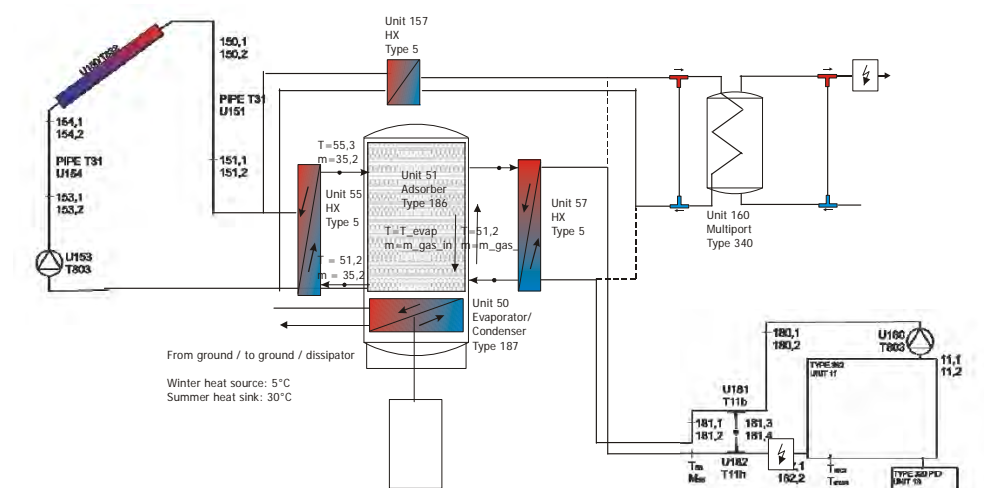 Unit 157
HX
Type 5
150,1
150,2
PIPE T31
U151
154,1
154,2
PIPE T31
U154
151,1
151,2
153,1
153,2
U153
T803
T=55,3
m=35,2
Unit 55
HX
Type 5
T = 51,2
m = 35,2
Unit 51
Adsorber
Type 186
T=T_evap
m=m_gas_in
T=51,2
m=m_gas_
Unit 57
HX
Type 5
Unit 160
Multiport
Type 340
Unit 50
Evaporator/
Condenser
Type 187
From ground / to ground / dissipator
Winter heat source: 5°C
Summer heat sink: 30°C
180,1
180,2
U180
T803
11,1
11,2
UNIT 11
U181
T11b
181,1
181,2
181,3
181,4
U182
T11h
182,2
TYPE 320 PID